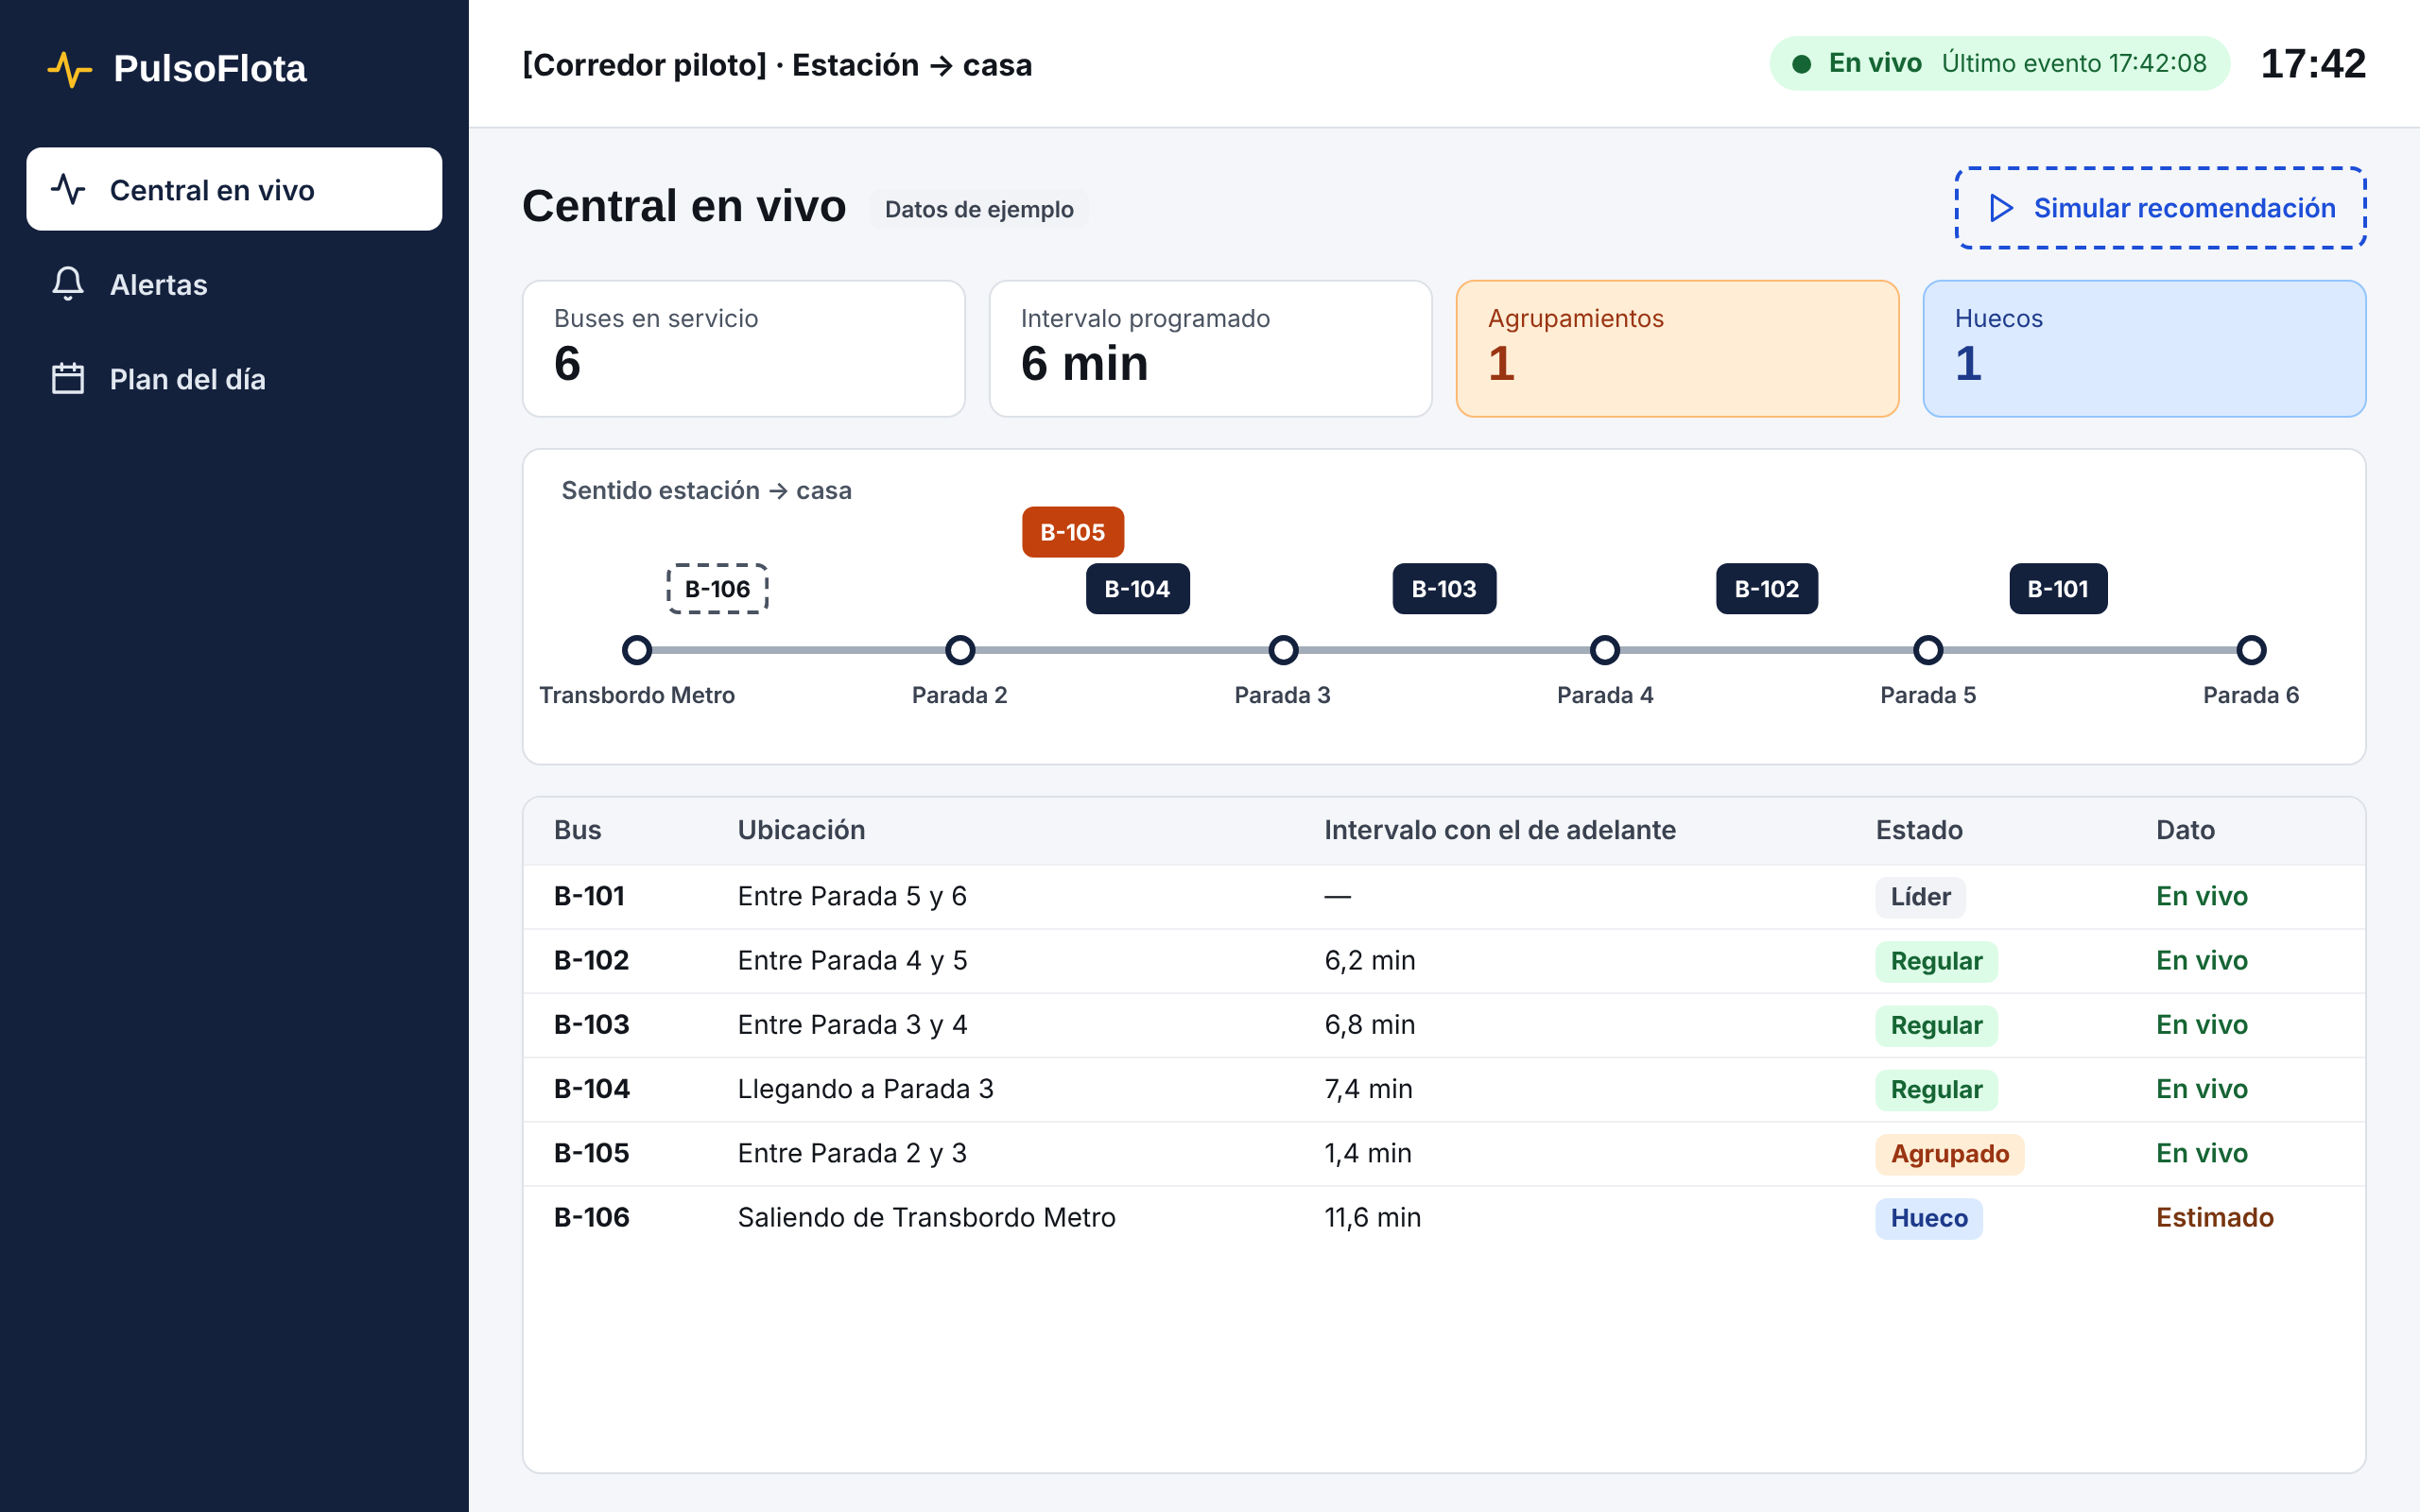 PulsoFlota
Central en vivo
Alertas
Plan del día
[Corredor piloto] · Estación → casa
En vivo Último evento 17:42:08
17:42
Central en vivo
Datos de ejemplo
Simular recomendación
Buses en servicio
6
Intervalo programado
6 min
Agrupamientos
1
Huecos
1
Sentido estación → casa
B-105
B-106 B-104 B-103 B-102 B-101
Transbordo Metro Parada 2 Parada 3 Parada 4 Parada 5 Parada 6
Bus Ubicación Intervalo con el de adelante Estado Dato
B-101 Entre Parada 5 y 6 — Líder En vivo
B-102 Entre Parada 4 y 5 6,2 min Regular En vivo
B-103 Entre Parada 3 y 4 6,8 min Regular En vivo
B-104 Llegando a Parada 3 7,4 min Regular En vivo
B-105 Entre Parada 2 y 3 1,4 min Agrupado En vivo
B-106 Saliendo de Transbordo Metro 11,6 min Hueco Estimado